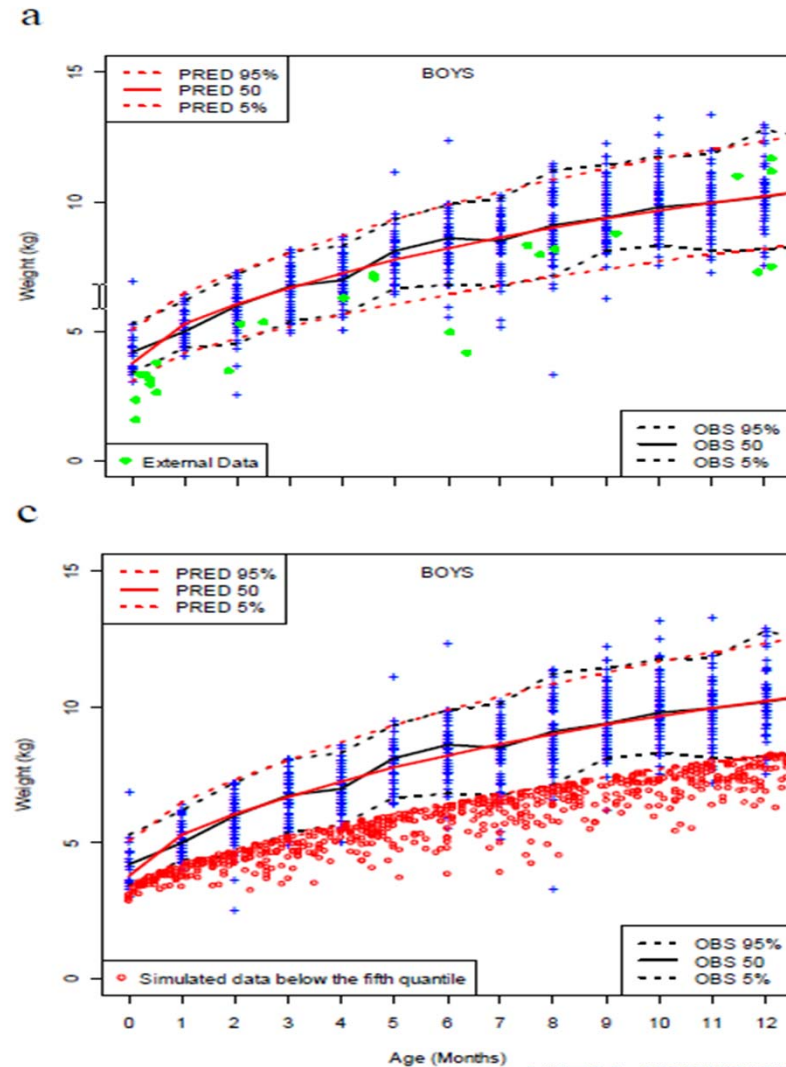 a
PRED 95%
PRED 50
PRED 5%
BOYS
15
10
5
0
Weight (kg)
External Data
OBS 95%
OBS 50
OBS 5%
c
PRED 95%
PRED 50
PRED 5%
BOYS
15
10
5
0
Weight (kg)
Simulated data below the fifth quantile
OBS 95%
OBS 50
OBS 5%
0 1 2 3 4 5 6 7 8 9 10 11 12
Age (Months)